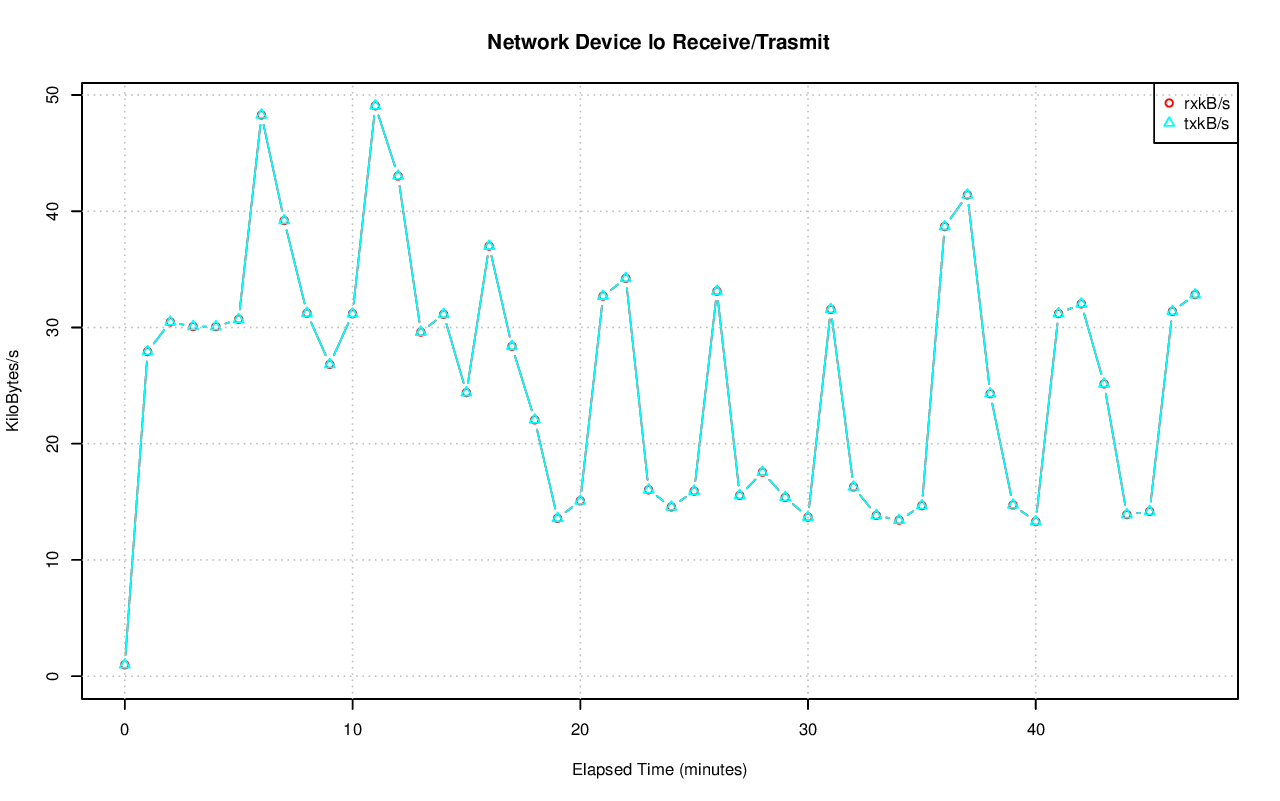 Network Device lo Receive/Trasmit
rxkB/s
txkB/s
50
40
30
20
10
0
KiloBytes/s
0 10 20 30 40
Elapsed Time (minutes)